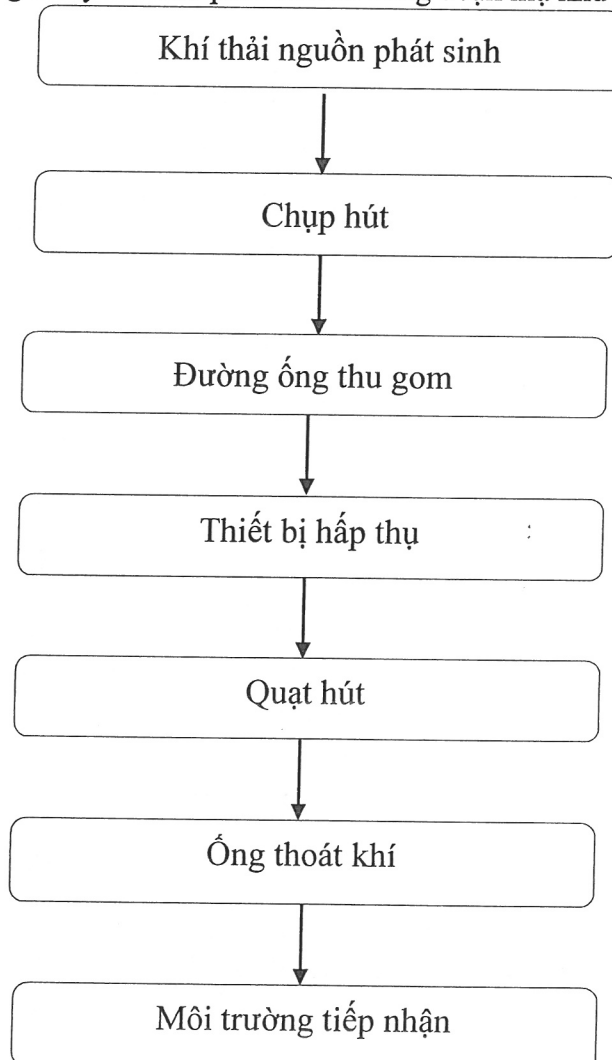 Khí thải nguồn phát sinh
Chụp hút
Đường ống thu gom
Thiết bị hấp thụ
Quạt hút
Ống thoát khí
Môi trường tiếp nhận